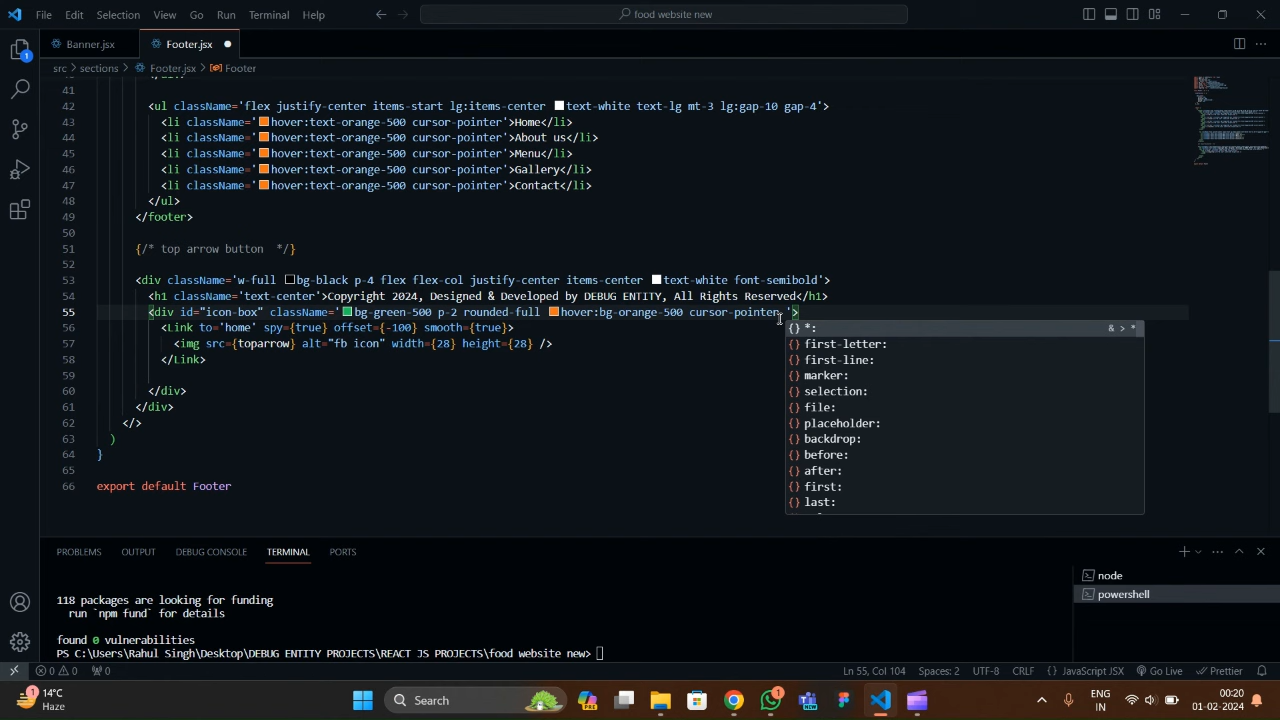 File Edit Selection View Go Run Terminal Help
food website new
Banner.jsx Footer.jsx
src > sections > Footer.jsx > Footer
41
42 <ul className='flex justify-center items-start lg:items-center text-white text-lg mt-3 lg:gap-10 gap-4'>
43 <li className='hover:text-orange-500 cursor-pointer'>Home</li>
44 <li className='hover:text-orange-500 cursor-pointer'>About us</li>
45 <li className='hover:text-orange-500 cursor-pointer'>Menu</li>
46 <li className='hover:text-orange-500 cursor-pointer'>Gallery</li>
47 <li className='hover:text-orange-500 cursor-pointer'>Contact</li>
48 </ul>
49 </footer>
50
51 {/* top arrow button */}
52
53 <div className='w-full bg-black p-4 flex flex-col justify-center items-center text-white font-semibold'>
54 <h1 className='text-center'>Copyright 2024, Designed & Developed by DEBUG ENTITY, All Rights Reserved</h1>
55 <div id="icon-box" className='bg-green-500 p-2 rounded-full hover:bg-orange-500 cursor-pointer '>
56 <Link to='home' spy={true} offset={-100} smooth={true}>
57 <img src={toparrow} alt="fb icon" width={28} height={28} />
58 </Link>
59
60 </div>
61 </div>
62 </>
63 )
64 }
65
66 export default Footer
{} *: & > *
{} first-letter:
{} first-line:
{} marker:
{} selection:
{} file:
{} placeholder:
{} backdrop:
{} before:
{} after:
{} first:
{} last:
PROBLEMS OUTPUT DEBUG CONSOLE TERMINAL PORTS
node
powershell
118 packages are looking for funding
run `npm fund` for details
found 0 vulnerabilities
PS C:\Users\Rahul Singh\Desktop\DEBUG ENTITY PROJECTS\REACT JS PROJECTS\food website new>
0 0 0 Ln 55, Col 104 Spaces: 2 UTF-8 CRLF {} JavaScript JSX Go Live Prettier
1 14°C Haze Search PRE 1 ENG IN 00:20 01-02-2024